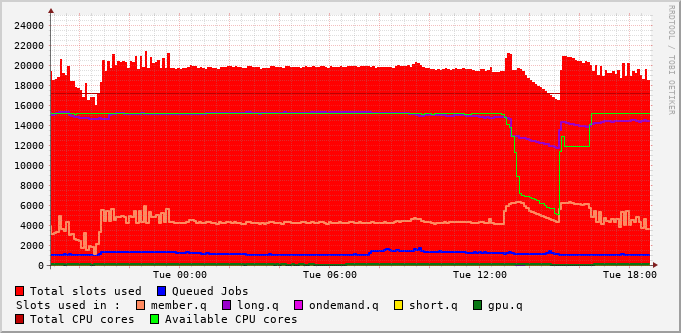 24000
22000
20000
18000
16000
14000
12000
10000
8000
6000
4000
2000
0
Tue 00:00 Tue 06:00 Tue 12:00 Tue 18:00
Total slots used Queued Jobs
Slots used in : member.q long.q ondemand.q short.q gpu.q
Total CPU cores Available CPU cores
RRDTOOL / TOBI OETIKER